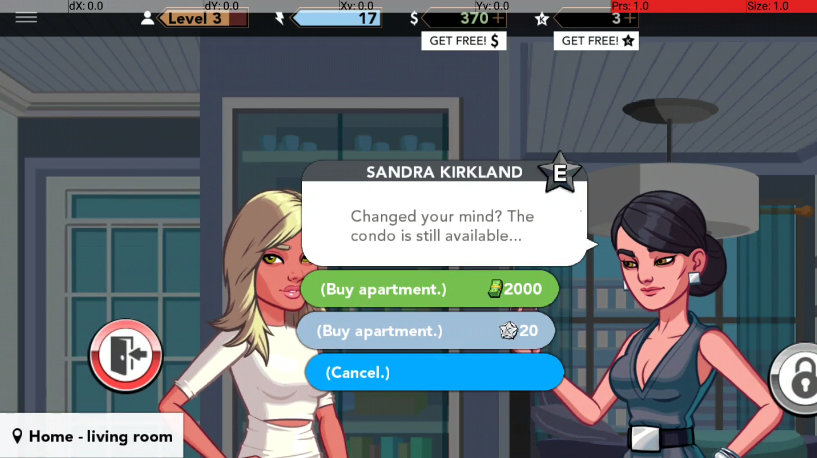 dX: 0.0 dY: 0.0 Xv: 0.0 Yv: 0.0 Prs: 1.0 Size: 1.0
Level 3 17 $ 370 + 3 +
GET FREE! $ GET FREE!
SANDRA KIRKLAND E
Changed your mind? The
condo is still available...
(Buy apartment.) 2000
(Buy apartment.) 20
(Cancel.)
Home - living room